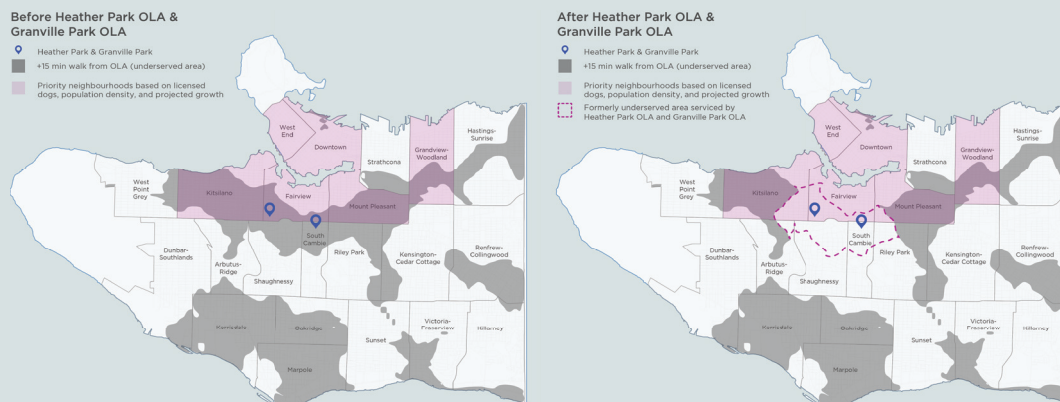 Before Heather Park OLA &
Granville Park OLA
Heather Park & Granville Park
+15 min walk from OLA (underserved area)
Priority neighbourhoods based on licensed
dogs, population density, and projected growth
West
End
Downtown
Strathcona
Hastings-
Sunrise
Grandview-
Woodland
West
Point
Grey
Kitsilano
Fairview
Mount Pleasant
South
Cambie
Dunbar-
Southlands
Arbutus-
Ridge
Shaughnessy
Riley Park
Kensington-
Cedar Cottage
Renfrew-
Collingwood
Kerrisdale
Oakridge
Victoria-
Fraserview
Killarney
Sunset
Marpole
After Heather Park OLA &
Granville Park OLA
Heather Park & Granville Park
+15 min walk from OLA (underserved area)
Priority neighbourhoods based on licensed
dogs, population density, and projected growth
Formerly underserved area serviced by
Heather Park OLA and Granville Park OLA
West
End
Downtown
Strathcona
Hastings-
Sunrise
Grandview-
Woodland
West
Point
Grey
Kitsilano
Fairview
Mount Pleasant
South
Cambie
Dunbar-
Southlands
Arbutus-
Ridge
Shaughnessy
Riley Park
Kensington-
Cedar Cottage
Renfrew-
Collingwood
Kerrisdale
Oakridge
Victoria-
Fraserview
Killarney
Sunset
Marpole